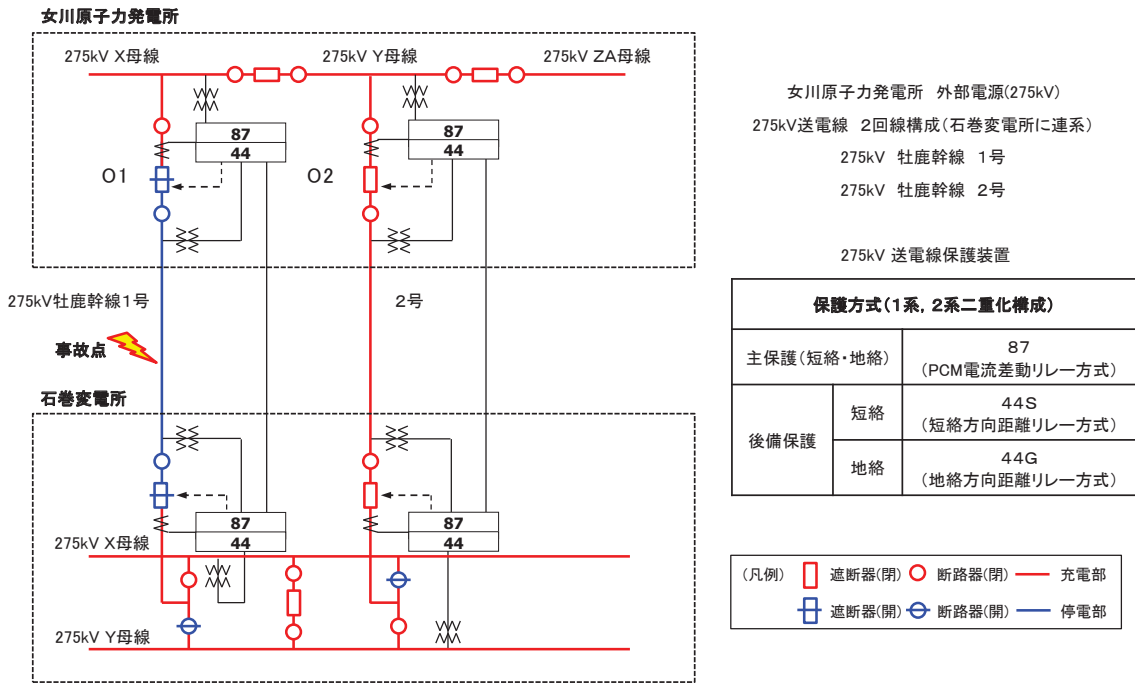 女川原子力発電所
275kV X母線
275kV Y母線
275kV ZA母線
87
44
87
44
O1
O2
275kV牡鹿幹線1号
2号
事故点
石巻変電所
87
44
87
44
275kV X母線
275kV Y母線
女川原子力発電所 外部電源(275kV)
275kV送電線 2回線構成(石巻変電所に連系)
275kV 牡鹿幹線 1号
275kV 牡鹿幹線 2号
275kV 送電線保護装置
保護方式(1系,2系二重化構成)
主保護(短絡・地絡)
87
(PCM電流差動リレー方式)
後備保護
短絡
44S
(短絡方向距離リレー方式)
地絡
44G
(地絡方向距離リレー方式)
(凡例) 遮断器(閉) 断路器(閉) 充電部
遮断器(開) 断路器(開) 停電部